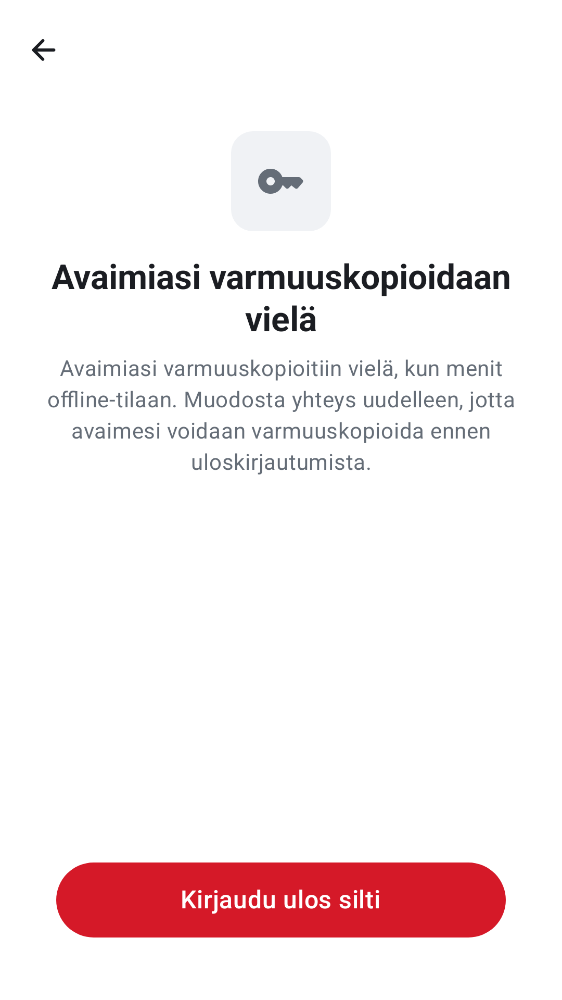 Avaimiasi varmuuskopioidaan
vielä
Avaimiasi varmuuskopioitiin vielä, kun menit
offline-tilaan. Muodosta yhteys uudelleen, jotta
avaimesi voidaan varmuuskopioida ennen
uloskirjautumista.
Kirjaudu ulos silti